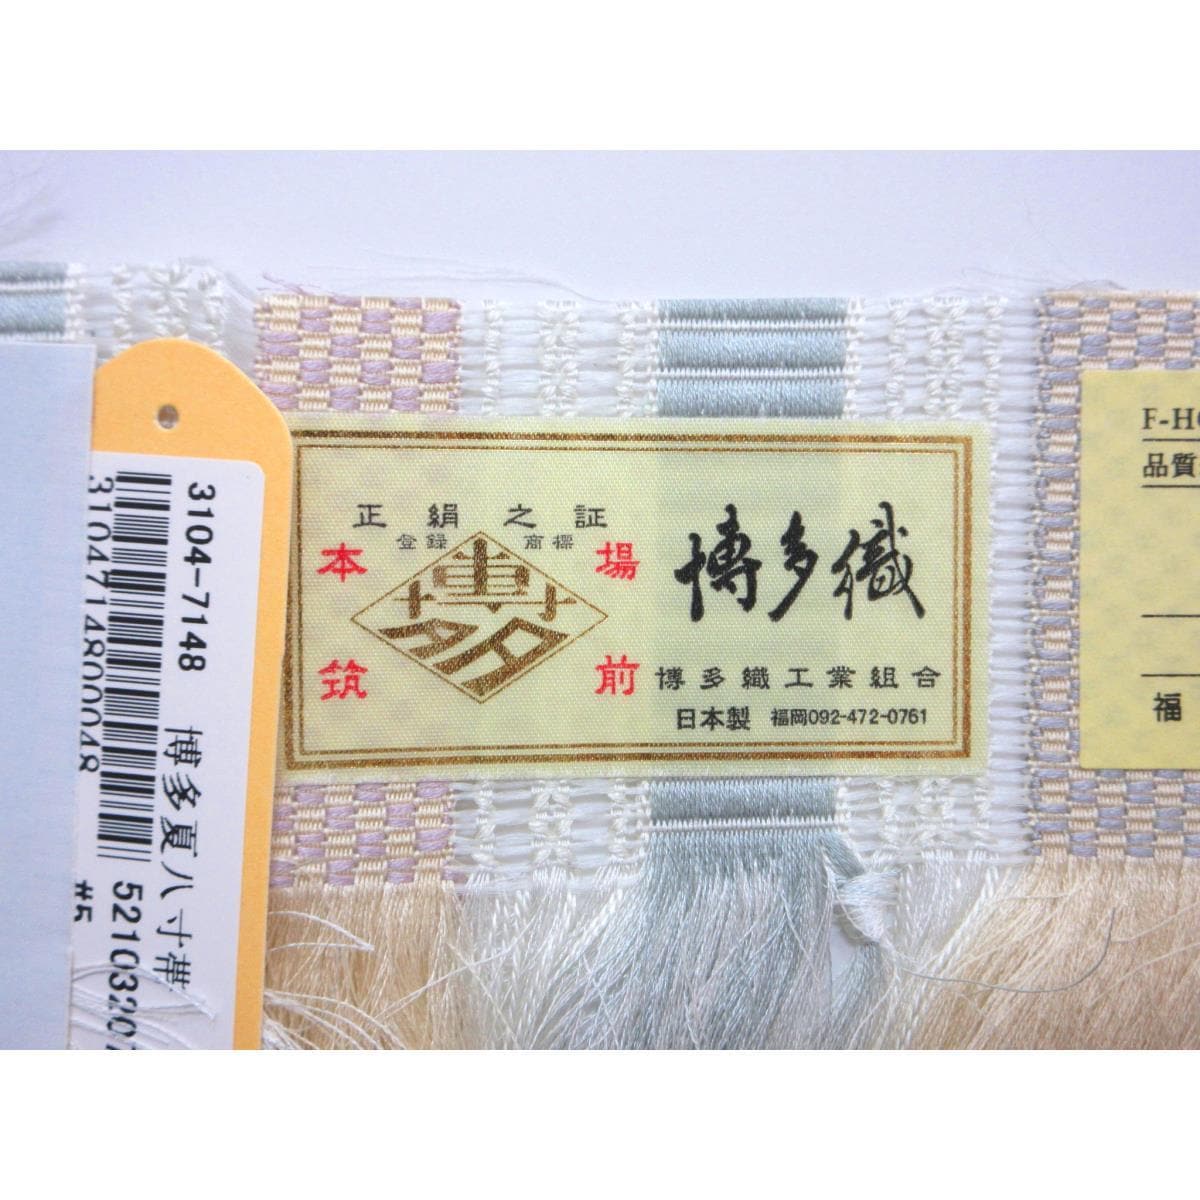 3104-7148 博多夏八寸帯
3104714800048
#5
正絹之証
登録 商標
本場
筑前
博多
博多織
博多織工業組合
日本製 福岡092-472-0761
品質
福